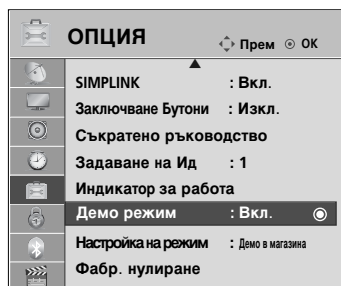 ОПЦИЯ Прем ОК
SIMPLINK : Вкл.
Заключване Бутони : Изкл.
Съкратено ръководство
Задаване на Ид : 1
Индикатор за работа
Демо режим : Вкл.
Настройка на режим : Демо в магазина
Фабр. нулиране